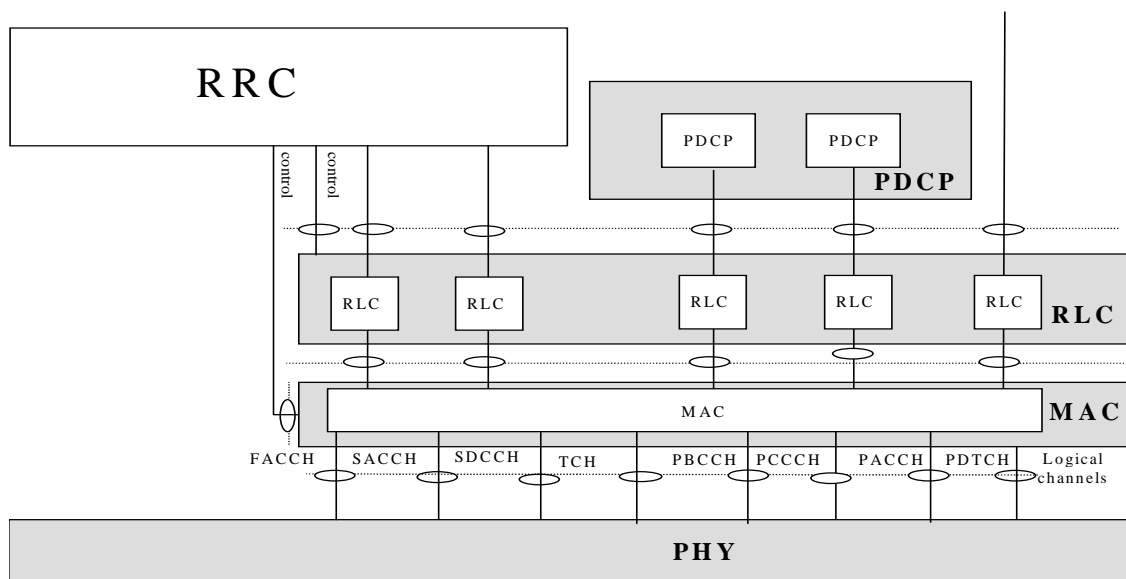 RRC
control
control
PDCP
PDCP
PDCP
RLC
RLC
RLC
RLC
RLC
RLC
MAC
MAC
FACCH
SACCH
SDCCH
TCH
PBCCH
PCCCH
PACCH
PDTCH
Logical
channels
PHY